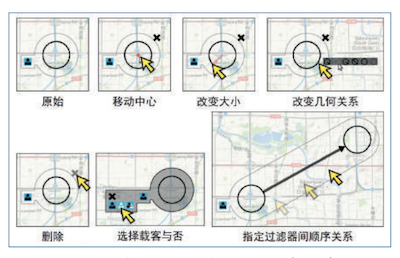 原始
移动中心
改变大小
改变几何关系
删除
选择载客与否
指定过滤器间顺序关系